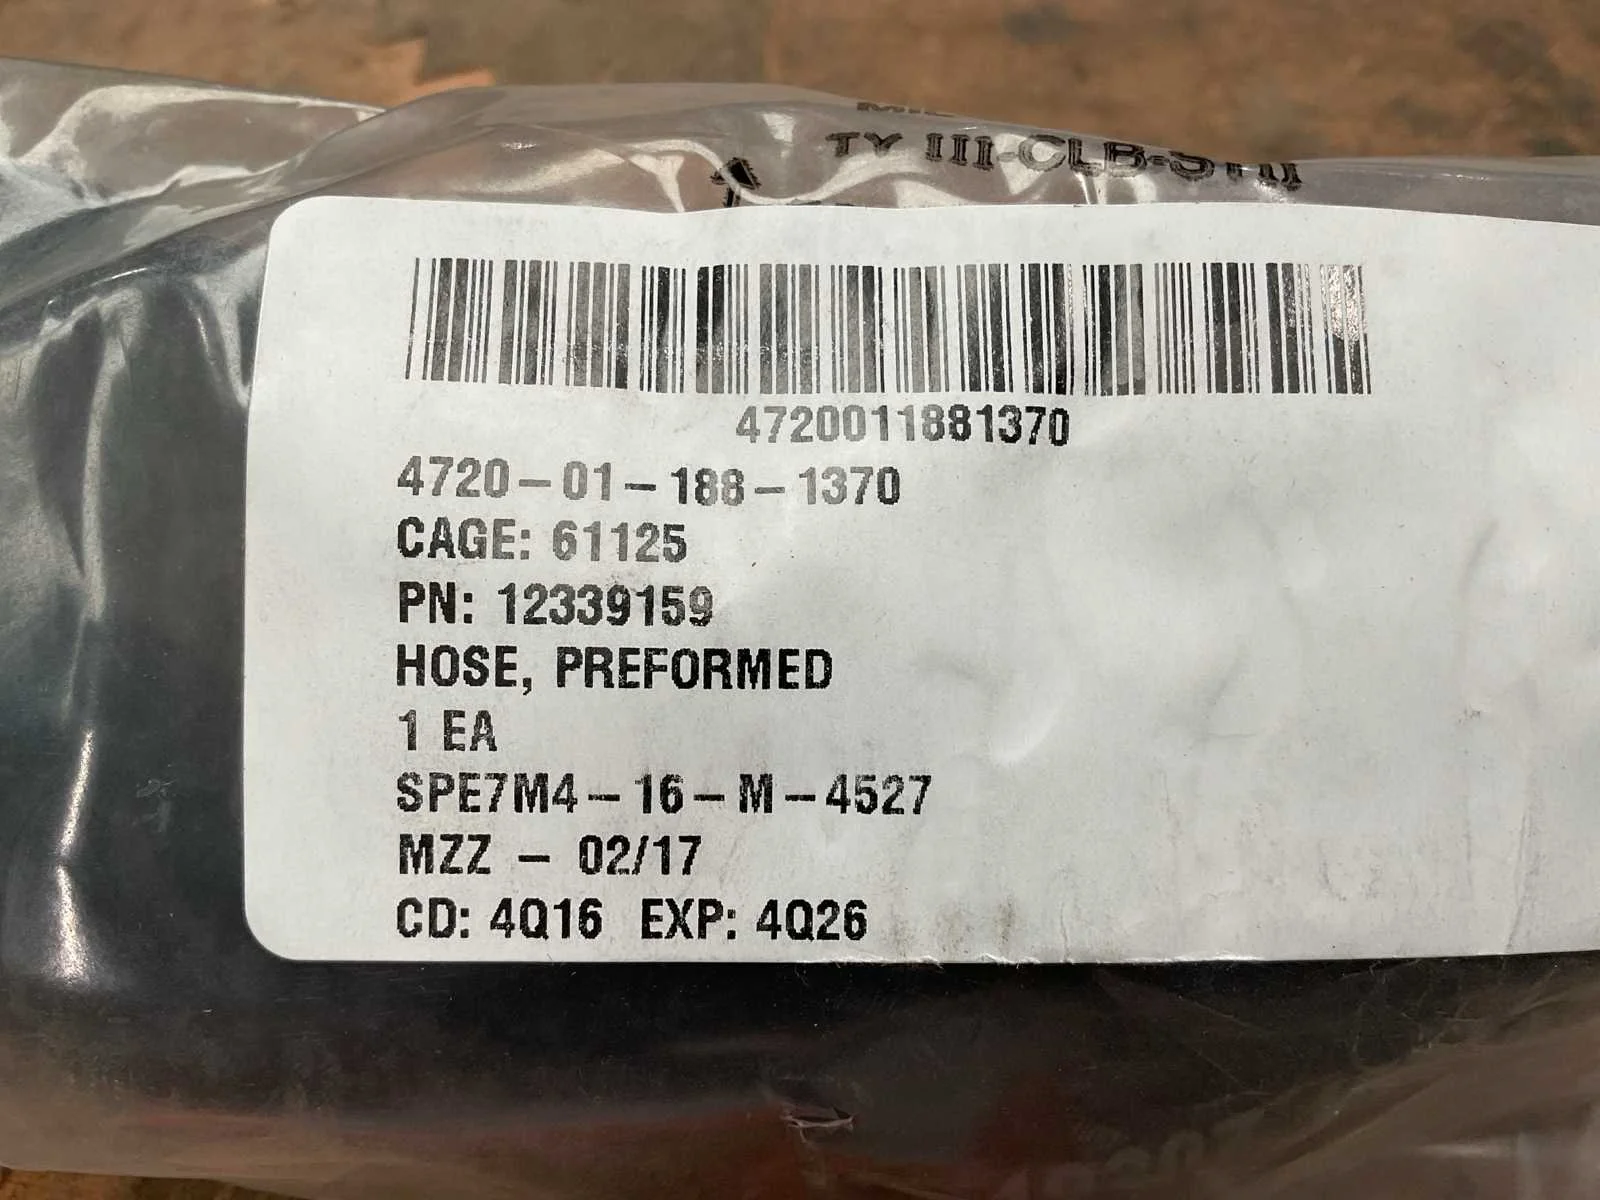 TY III-CLB-STII
4720011881370
4720-01-188-1370
CAGE: 61125
PN: 12339159
HOSE, PREFORMED
1 EA
SPE7M4-16-M-4527
MZZ - 02/17
CD: 4Q16 EXP: 4Q26